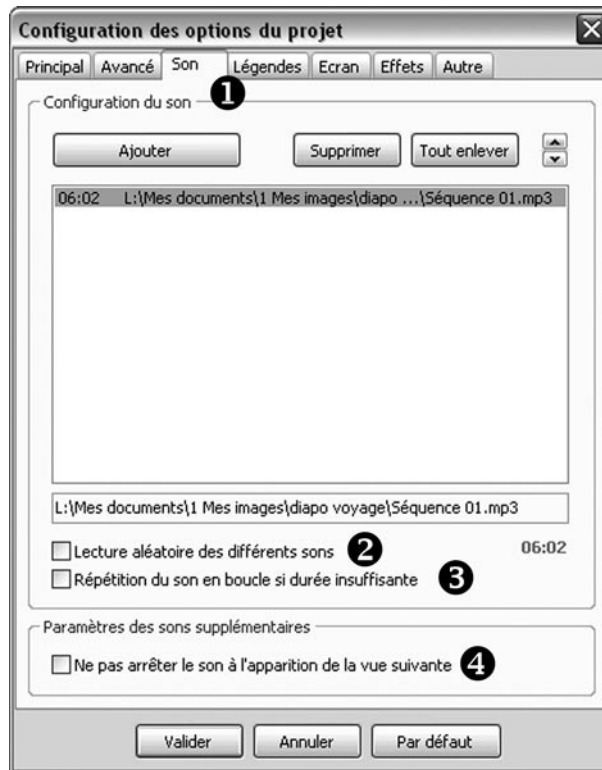 Configuration des options du projet
Principal Avancé Son Légendes Ecran Effets Autre
Configuration du son 1
Ajouter Supprimer Tout enlever
06:02 L:\Mes documents\1 Mes images\diapo ...\Séquence 01.mp3
L:\Mes documents\1 Mes images\diapo voyage\Séquence 01.mp3
Lecture aléatoire des différents sons 2 06:02
Répétition du son en boucle si durée insuffisante 3
Paramètres des sons supplémentaires
Ne pas arrêter le son à l'apparition de la vue suivante 4
Valider Annuler Par défaut